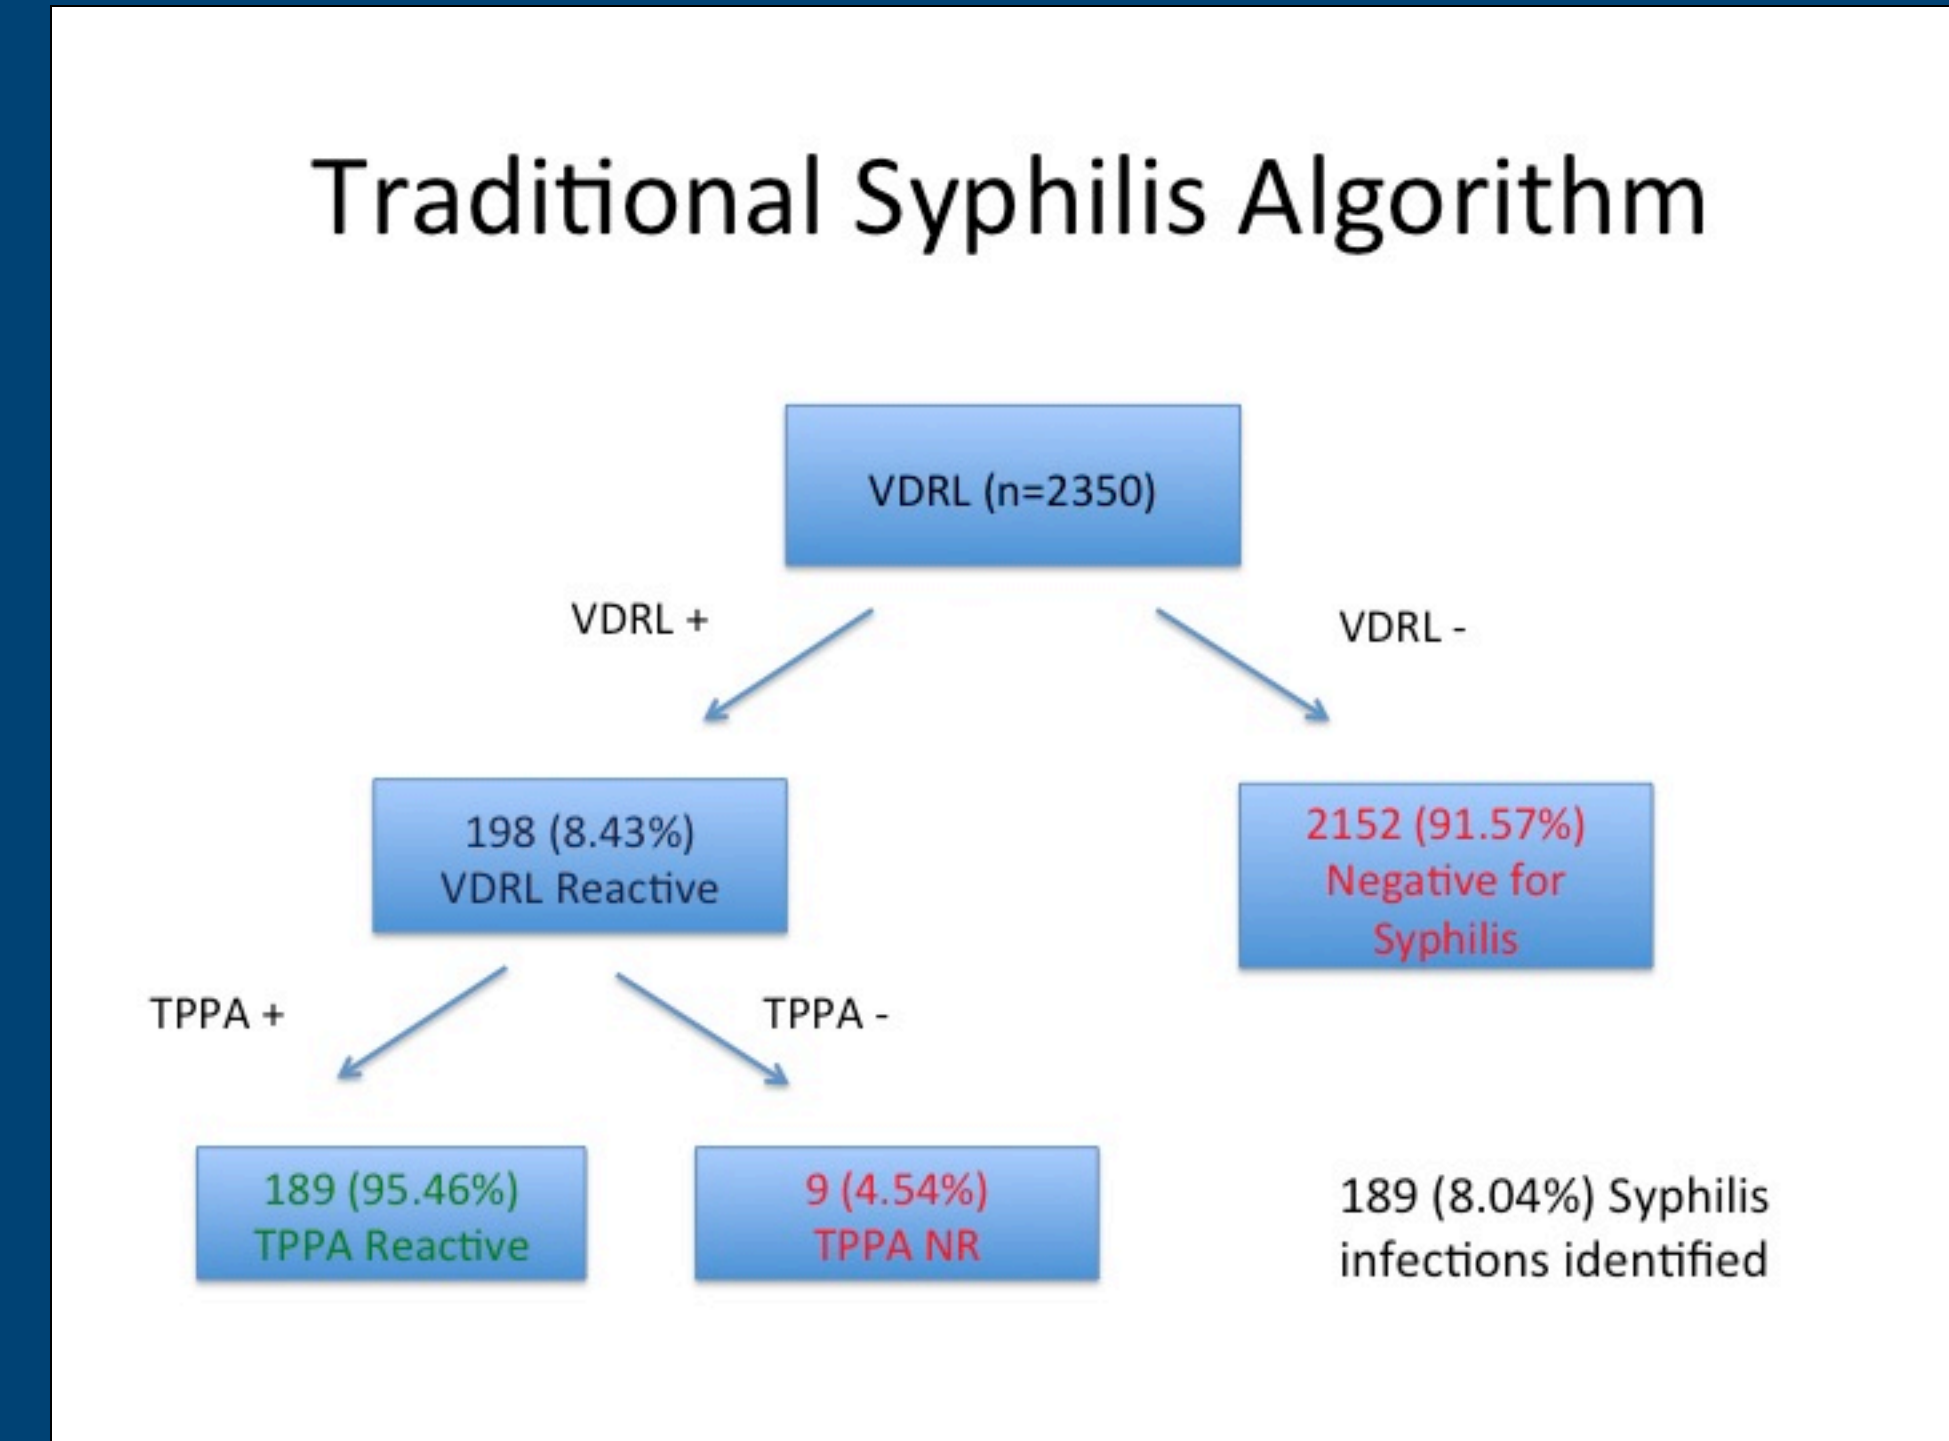 Traditional Syphilis Algorithm
VDRL (n=2350)
VDRL +
VDRL -
198 (8.43%)
VDRL Reactive
2152 (91.57%)
Negative for
Syphilis
TPPA +
TPPA -
189 (95.46%)
TPPA Reactive
9 (4.54%)
TPPA NR
189 (8.04%) Syphilis
infections identified